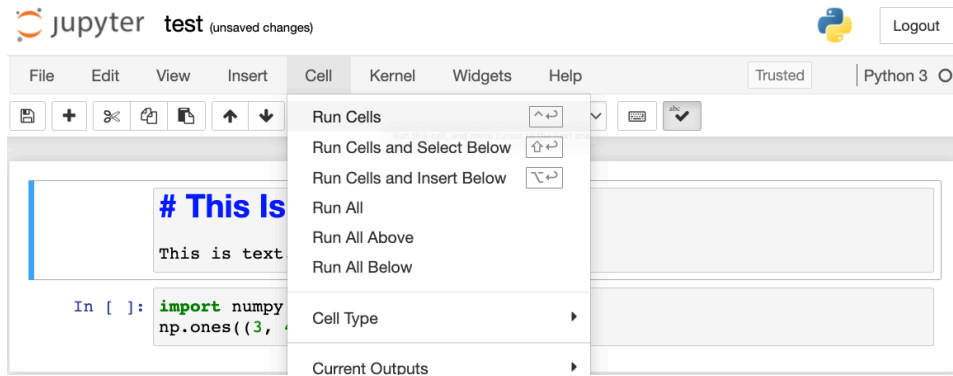 jupyter test (unsaved changes) Logout
File Edit View Insert Cell Kernel Widgets Help Trusted Python 3
abc
Run Cells ^↩
Run Cells and Select Below ⇧↩
Run Cells and Insert Below ⌥↩
Run All
Run All Above
Run All Below
Cell Type
Current Outputs
# This Is
This is text
In [ ]: import numpy
np.ones((3,